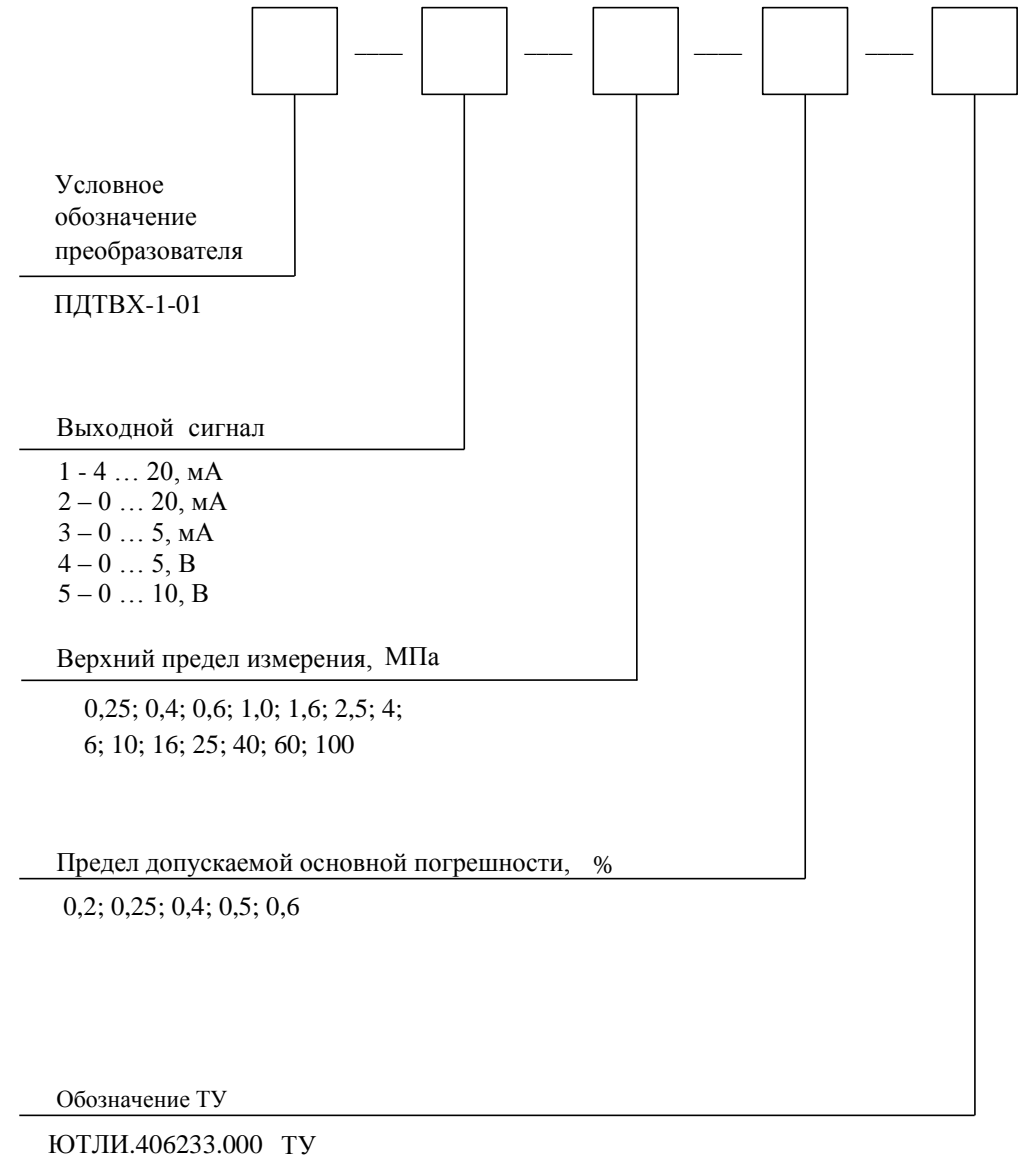 Условное
обозначение
преобразователя
ПДТВХ-1-01
Выходной сигнал
1 - 4 … 20, мА
2 – 0 … 20, мА
3 – 0 … 5, мА
4 – 0 … 5, В
5 – 0 … 10, В
Верхний предел измерения, МПа
0,25; 0,4; 0,6; 1,0; 1,6; 2,5; 4;
6; 10; 16; 25; 40; 60; 100
Предел допускаемой основной погрешности, %
0,2; 0,25; 0,4; 0,5; 0,6
Обозначение ТУ
ЮТЛИ.406233.000 ТУ